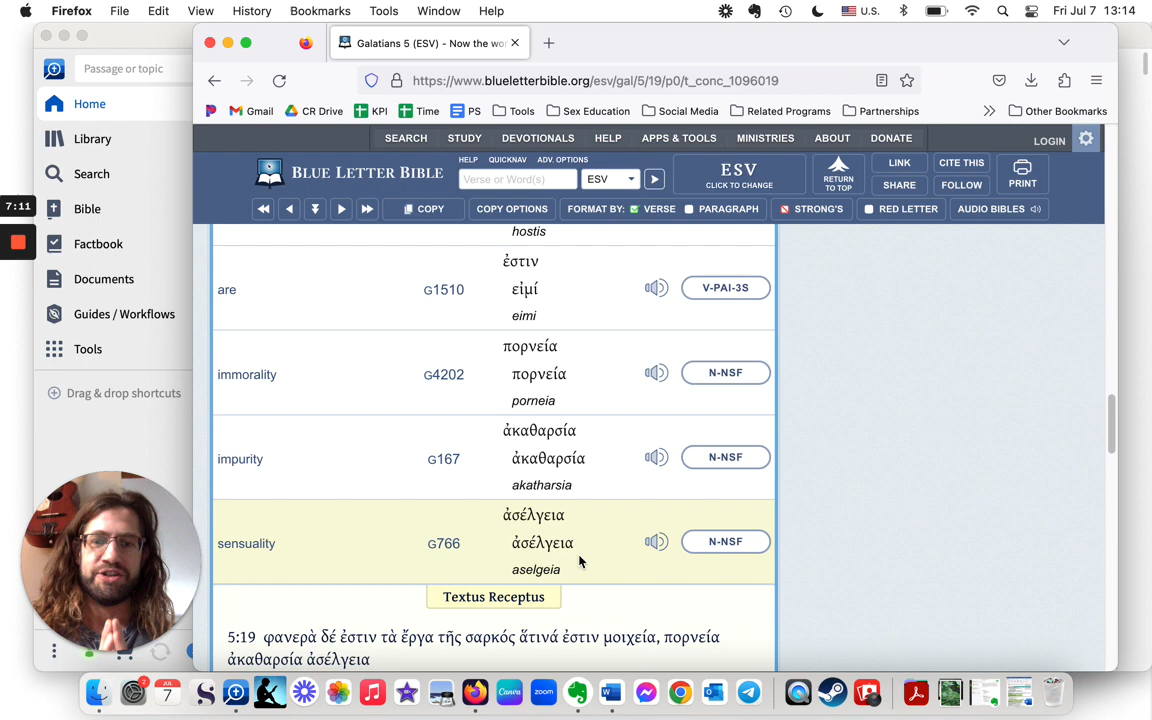 Firefox File Edit View History Bookmarks Tools Window Help U.S. Fri Jul 7 13:14
Galatians 5 (ESV) - Now the wor
Passage or topic
https://www.blueletterbible.org/esv/gal/5/19/p0/t_conc_1096019
Gmail CR Drive KPI Time PS Tools Sex Education Social Media Related Programs Partnerships Other Bookmarks
Home
Library
Search
Bible
Factbook
Documents
Guides / Workflows
Tools
Drag & drop shortcuts
7:11
SEARCH STUDY DEVOTIONALS HELP APPS & TOOLS MINISTRIES ABOUT DONATE LOGIN
BLUE LETTER BIBLE
HELP QUICKNAV ADV. OPTIONS
Verse or Word(s) ESV
ESV
CLICK TO CHANGE
RETURN
TO TOP
LINK CITE THIS
SHARE FOLLOW
PRINT
COPY COPY OPTIONS FORMAT BY: VERSE PARAGRAPH STRONG'S RED LETTER AUDIO BIBLES
hostis
ἐστιν
are G1510 εἰμί V-PAI-3S
eimi
πορνεία
immorality G4202 πορνεία N-NSF
porneia
ἀκαθαρσία
impurity G167 ἀκαθαρσία N-NSF
akatharsia
ἀσέλγεια
sensuality G766 ἀσέλγεια N-NSF
aselgeia
Textus Receptus
5:19 φανερὰ δέ ἐστιν τὰ ἔργα τῆς σαρκός ἅτινά ἐστιν μοιχεία, πορνεία
ἀκαθαρσία ἀσέλγεια
2
JUL
7
Canva
zoom